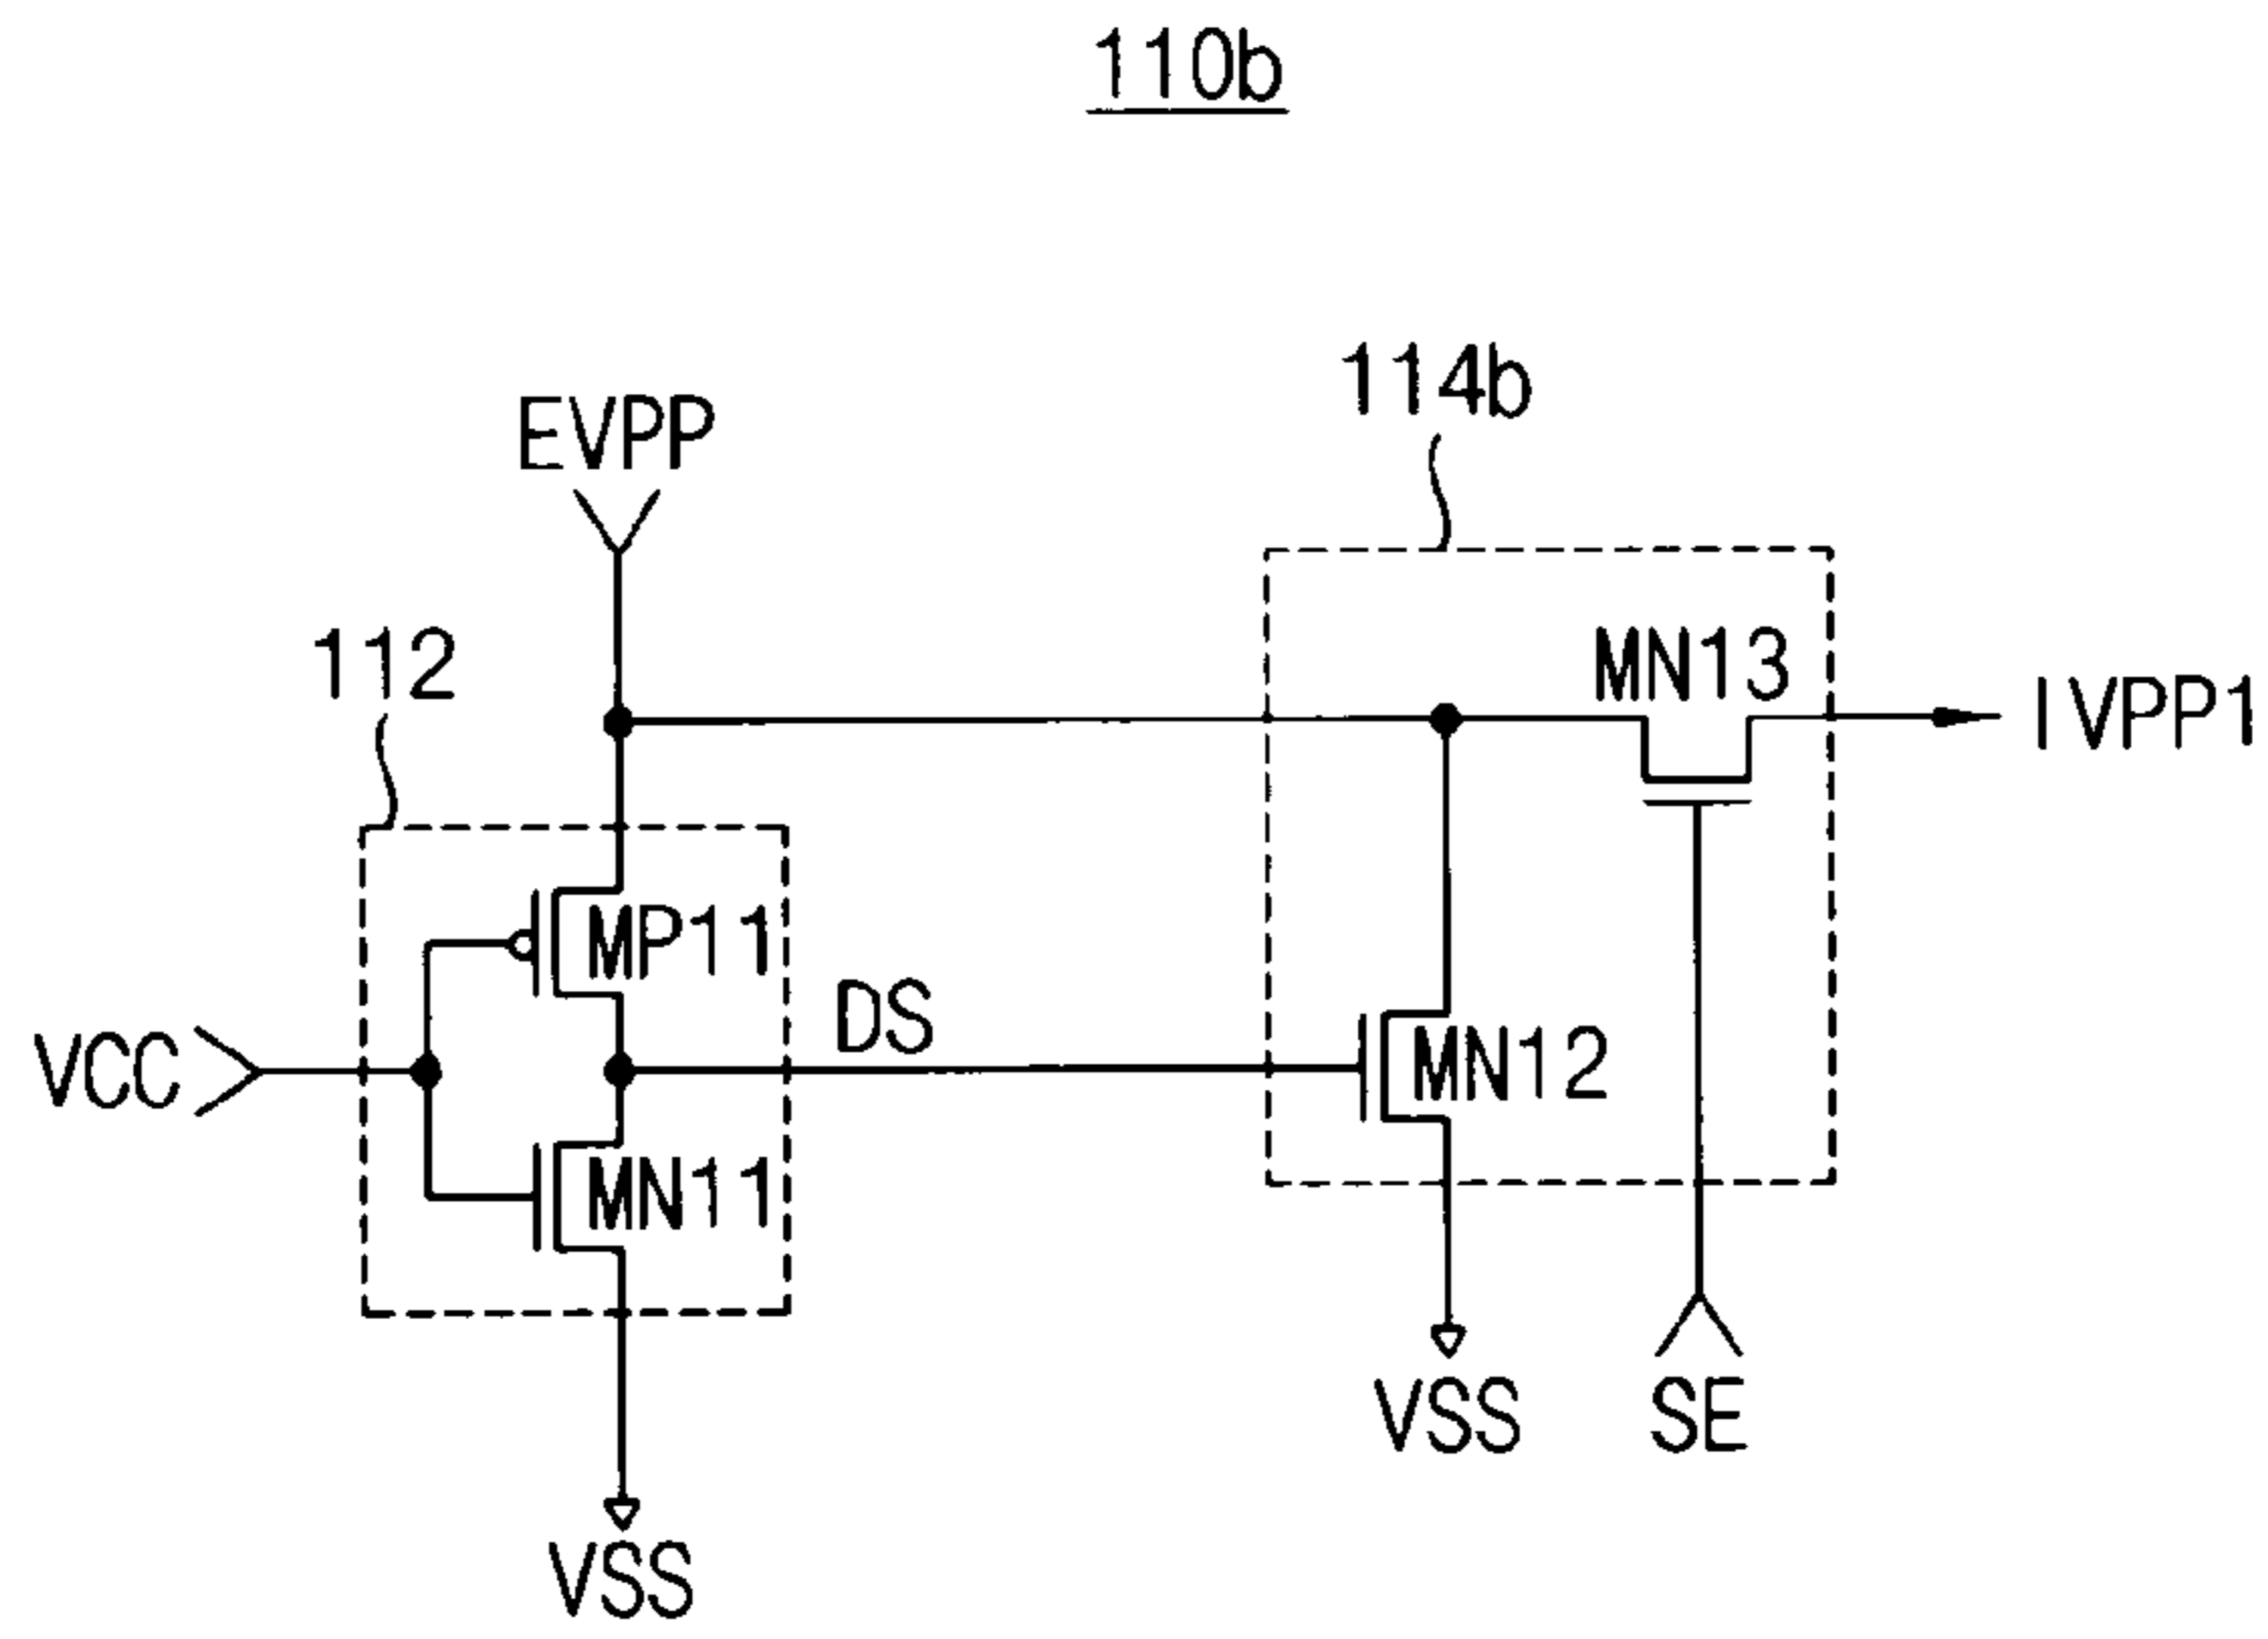 110b
114b
EVPP
112
MN13
IVPP1
MP11
DS
VCC
MN12
MN11
VSS
SE
VSS